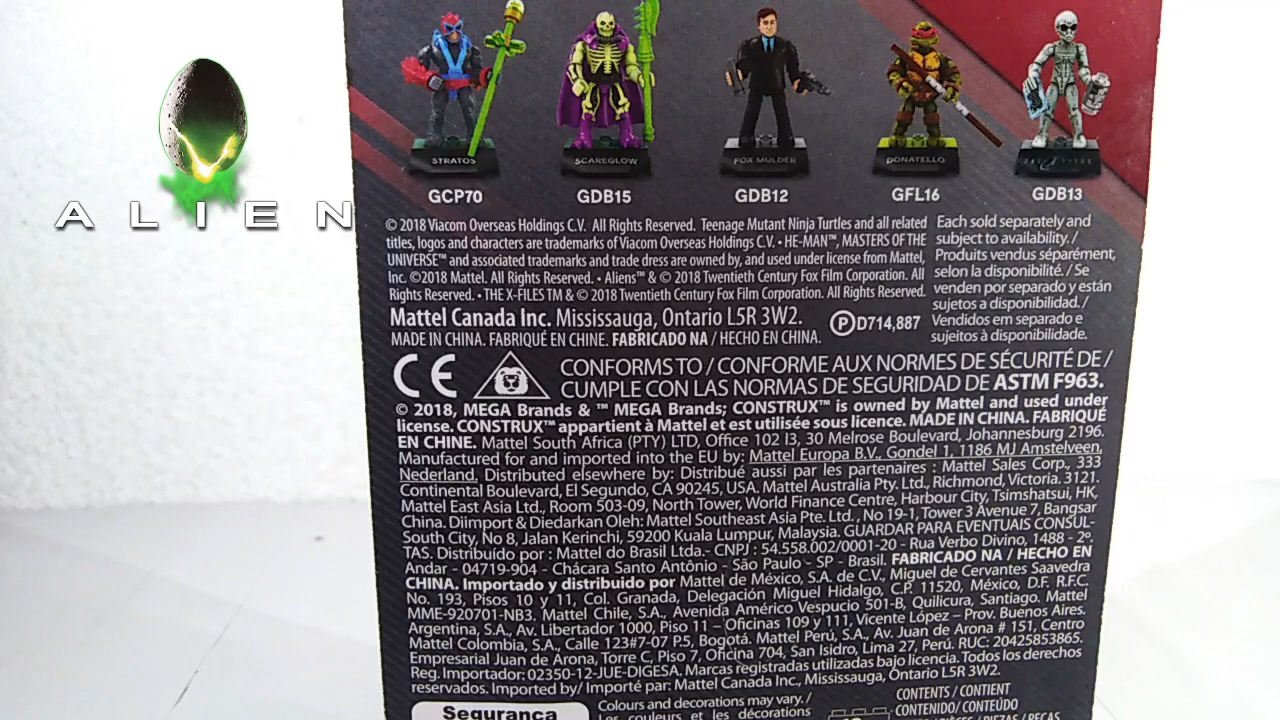 ALIEN
STRATOS
SCAREGLOW
FOX MULDER
DONATELLO
GCP70
GDB15
GDB12
GFL16
GDB13
© 2018 Viacom Overseas Holdings C.V. All Rights Reserved. Teenage Mutant Ninja Turtles and all related
titles, logos and characters are trademarks of Viacom Overseas Holdings C.V. • HE-MAN™, MASTERS OF THE
UNIVERSE™ and associated trademarks and trade dress are owned by, and used under license from Mattel,
Inc. ©2018 Mattel. All Rights Reserved. • Aliens™ & © 2018 Twentieth Century Fox Film Corporation. All
Rights Reserved. • THE X-FILES TM & © 2018 Twentieth Century Fox Film Corporation. All Rights Reserved.
Each sold separately and
subject to availability. /
Produits vendus séparément,
selon la disponibilité. / Se
venden por separado y están
sujetos a disponibilidad. /
Vendidos em separado e
sujeitos à disponibilidade.
Mattel Canada Inc. Mississauga, Ontario L5R 3W2.
MADE IN CHINA. FABRIQUÉ EN CHINE. FABRICADO NA / HECHO EN CHINA.
Ⓟ D714,887
CE
CONFORMS TO / CONFORME AUX NORMES DE SÉCURITÉ DE /
CUMPLE CON LAS NORMAS DE SEGURIDAD DE ASTM F963.
© 2018, MEGA Brands & ™ MEGA Brands; CONSTRUX™ is owned by Mattel and used under
license. CONSTRUX™ appartient à Mattel et est utilisée sous licence. MADE IN CHINA. FABRIQUÉ
EN CHINE. Mattel South Africa (PTY) LTD, Office 102 I3, 30 Melrose Boulevard, Johannesburg 2196.
Manufactured for and imported into the EU by: Mattel Europa B.V., Gondel 1, 1186 MJ Amstelveen,
Nederland. Distributed elsewhere by: Distribué aussi par les partenaires : Mattel Sales Corp., 333
Continental Boulevard, El Segundo, CA 90245, USA. Mattel Australia Pty. Ltd., Richmond, Victoria. 3121.
Mattel East Asia Ltd., Room 503-09, North Tower, World Finance Centre, Harbour City, Tsimshatsui, HK,
China. Diimport & Diedarkan Oleh: Mattel Southeast Asia Pte. Ltd., No 19-1, Tower 3 Avenue 7, Bangsar
South City, No 8, Jalan Kerinchi, 59200 Kuala Lumpur, Malaysia. GUARDAR PARA EVENTUAIS CONSUL-
TAS. Distribuído por : Mattel do Brasil Ltda.- CNPJ : 54.558.002/0001-20 - Rua Verbo Divino, 1488 - 2º.
Andar - 04719-904 - Chácara Santo Antônio - São Paulo - SP - Brasil. FABRICADO NA / HECHO EN
CHINA. Importado y distribuido por Mattel de México, S.A. de C.V., Miguel de Cervantes Saavedra
No. 193, Pisos 10 y 11, Col. Granada, Delegación Miguel Hidalgo, C.P. 11520, México, D.F. R.F.C.
MME-920701-NB3. Mattel Chile, S.A., Avenida Américo Vespucio 501-B, Quilicura, Santiago. Mattel
Argentina, S.A., Av. Libertador 1000, Piso 11 – Oficinas 109 y 111, Vicente López – Prov. Buenos Aires.
Mattel Colombia, S.A., Calle 123#7-07 P.5, Bogotá. Mattel Perú, S.A., Av. Juan de Arona # 151, Centro
Empresarial Juan de Arona, Torre C, Piso 7, Oficina 704, San Isidro, Lima 27, Perú. RUC: 20425853865.
Reg. Importador: 02350-12-JUE-DIGESA. Marcas registradas utilizadas bajo licencia. Todos los derechos
reservados. Imported by/ Importé par: Mattel Canada Inc., Mississauga, Ontario L5R 3W2.
Segurança
Colours and decorations may vary. /
Les couleurs et les décorations
CONTENTS / CONTIENT
CONTENIDO/ CONTEÚDO